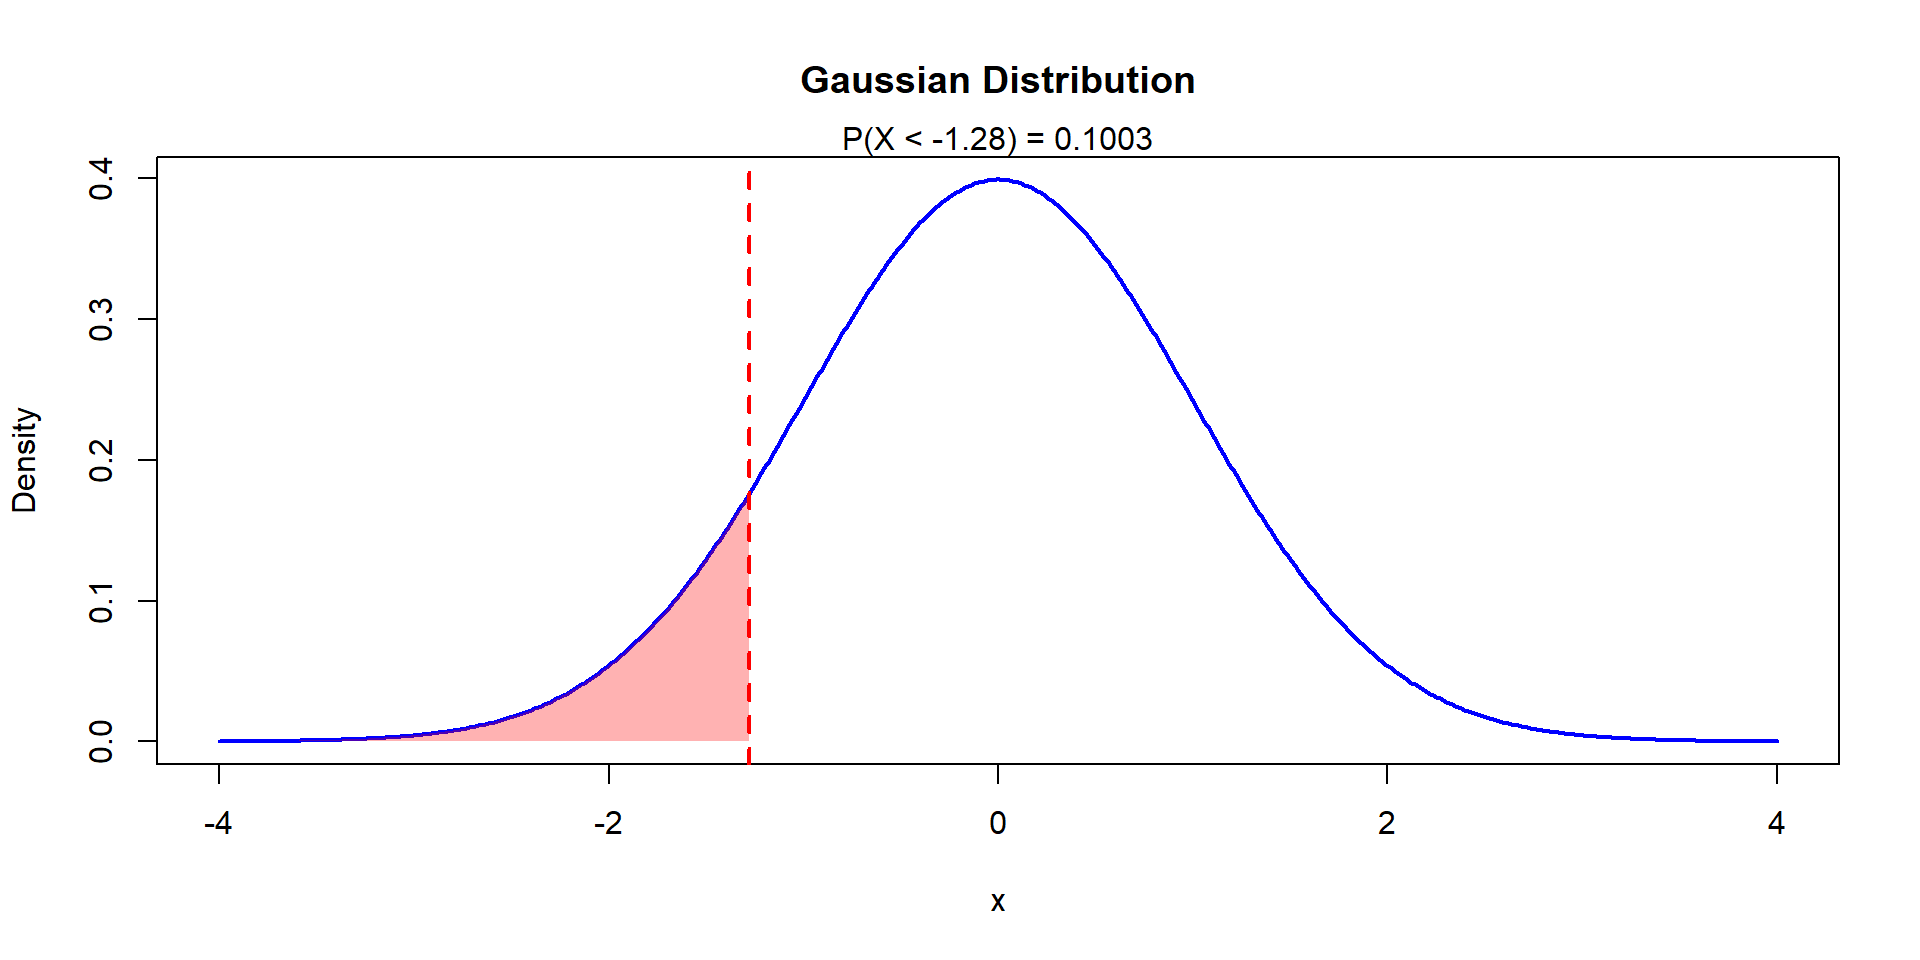 Gaussian Distribution
P(X < -1.28) = 0.1003
Density
0.4
0.3
0.2
0.1
0.0
-4 -2 0 2 4
x